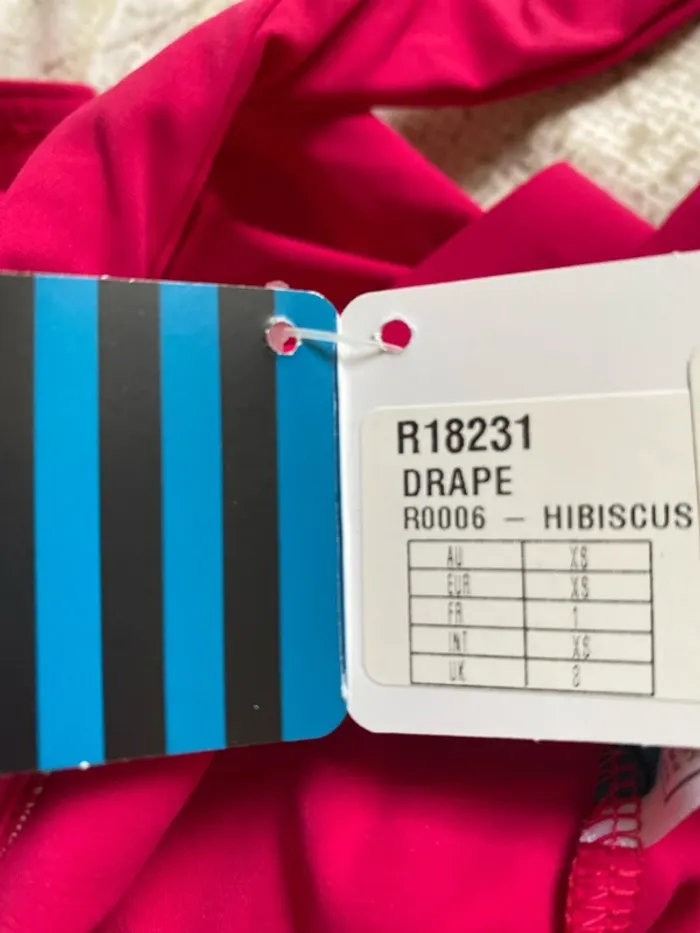 R18231
DRAPE
R0006 – HIBISCUS
AU XS
EUR XS
FR 1
INT XS
UK 8